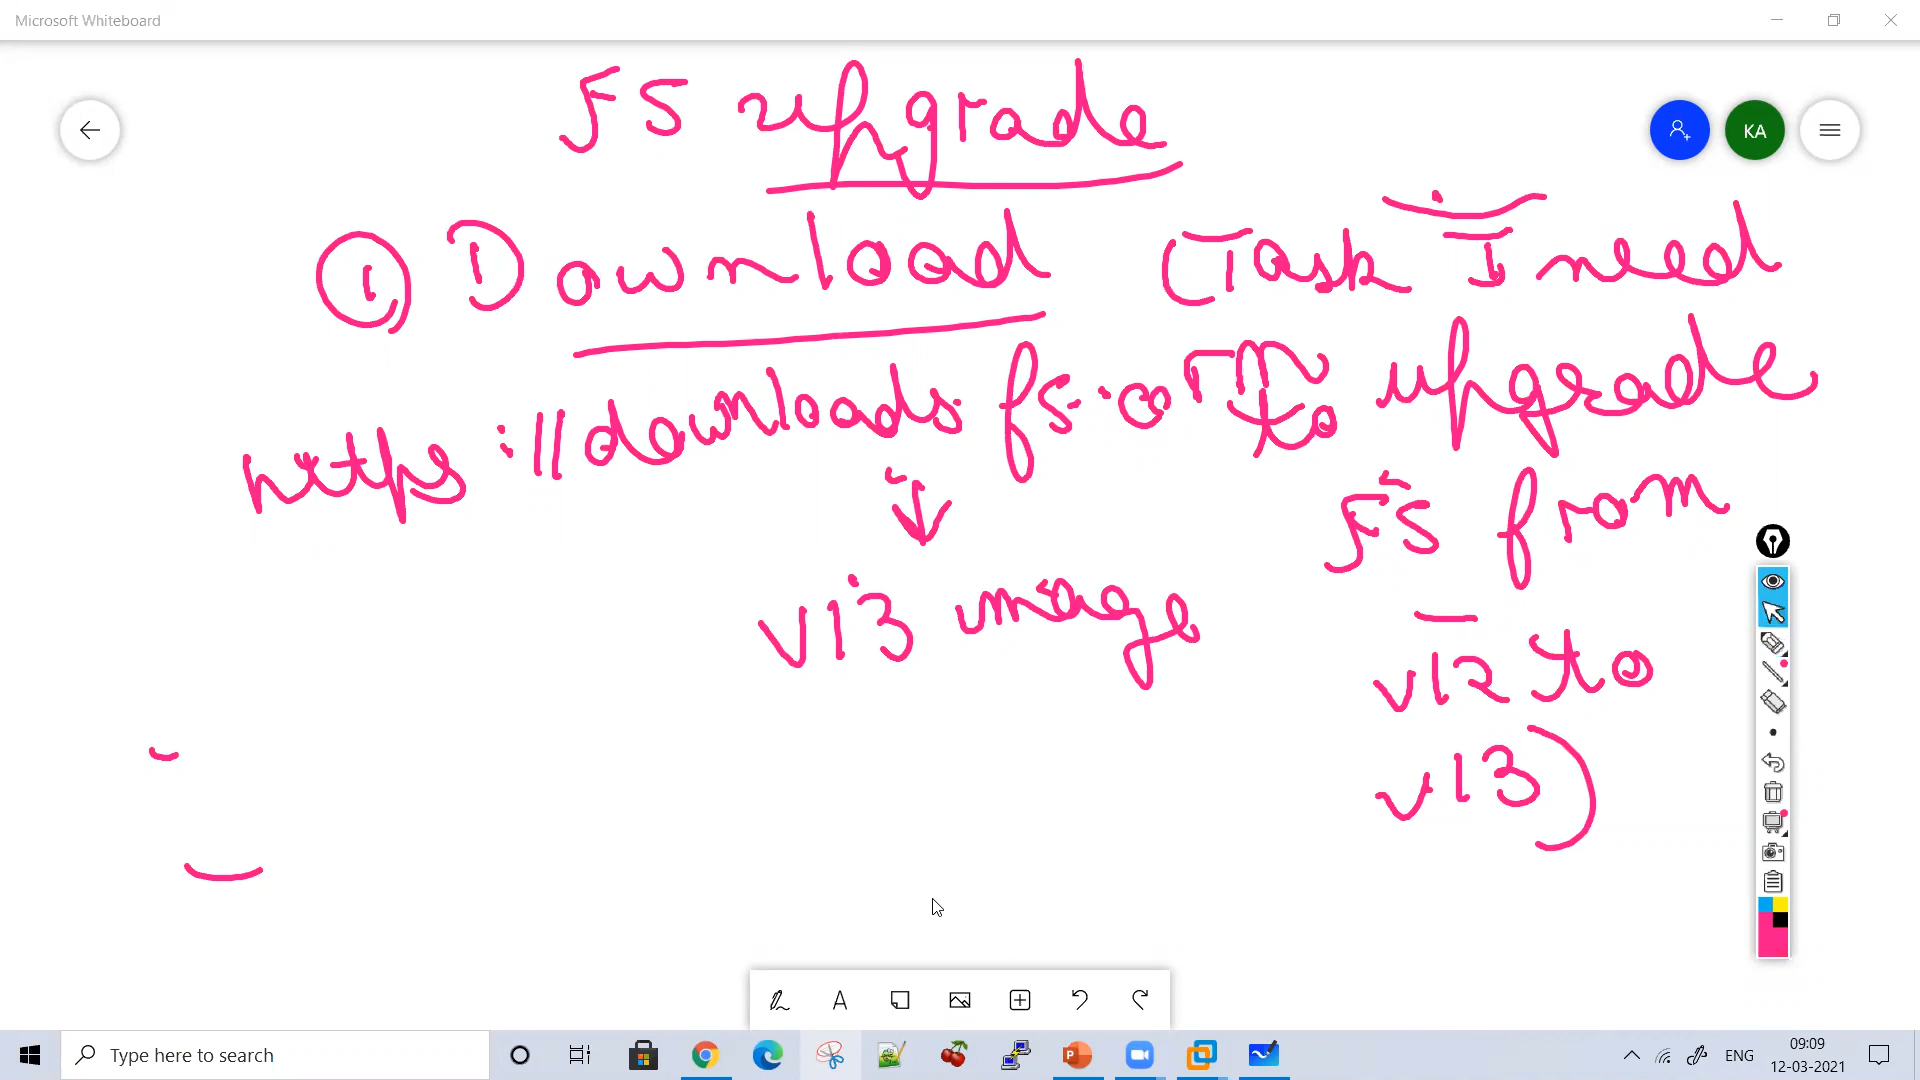 Microsoft Whiteboard
F5 upgrade
KA
① Download (Task I need
https://downloads.f5.com to upgrade
F5 from
v13 image
v12 to
v13)
Type here to search
ENG
09:09
12-03-2021